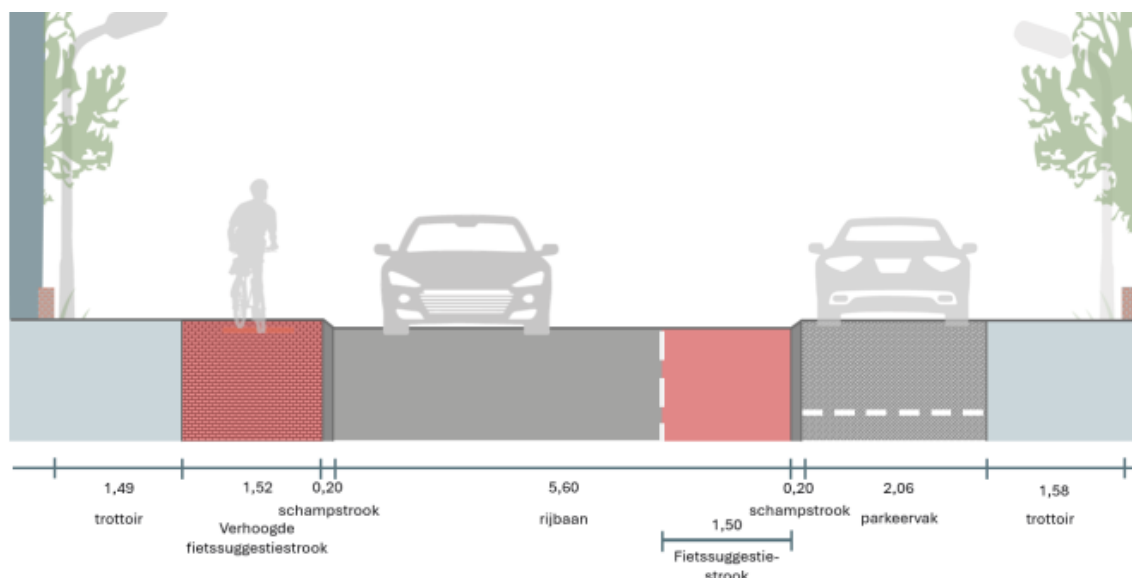 1,49
trottoir
1,52
Verhoogde
fietssuggestiestrook
0,20
schampstrook
5,60
rijbaan
1,50
Fietssuggestie-
strook
0,20
schampstrook
2,06
parkeervak
1,58
trottoir